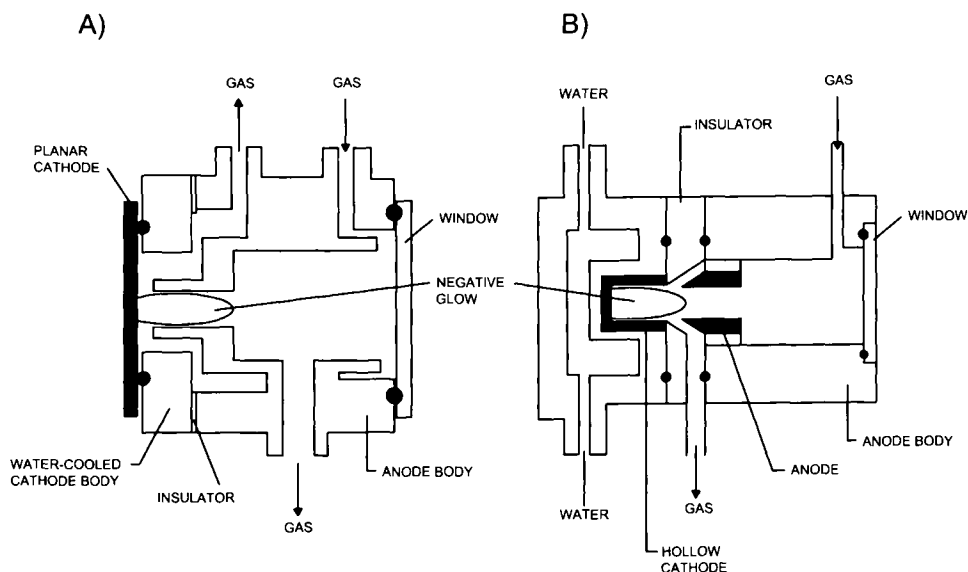 A)
GAS
GAS
PLANAR
CATHODE
WINDOW
NEGATIVE
GLOW
WATER-COOLED
CATHODE BODY
INSULATOR
GAS
ANODE BODY
B)
WATER
INSULATOR
GAS
WINDOW
ANODE BODY
ANODE
GAS
WATER
HOLLOW
CATHODE